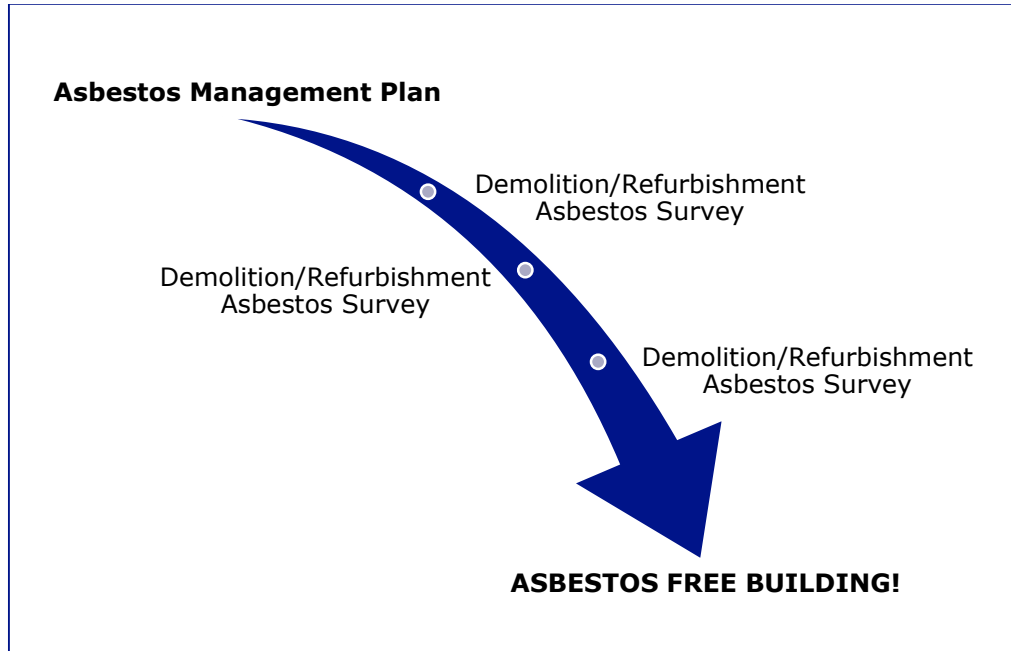 Asbestos Management Plan
Demolition/Refurbishment
Asbestos Survey
Demolition/Refurbishment
Asbestos Survey
Demolition/Refurbishment
Asbestos Survey
ASBESTOS FREE BUILDING!